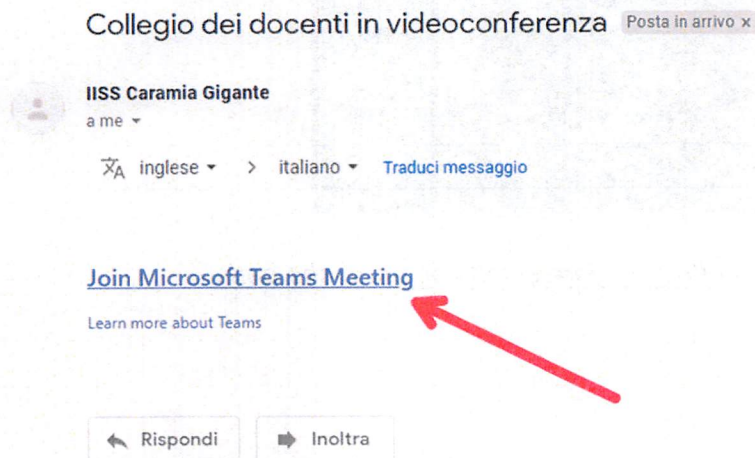 Collegio dei docenti in videoconferenza Posta in arrivo x
IISS Caramia Gigante
a me
inglese > italiano Traduci messaggio
Join Microsoft Teams Meeting
Learn more about Teams
Rispondi Inoltra